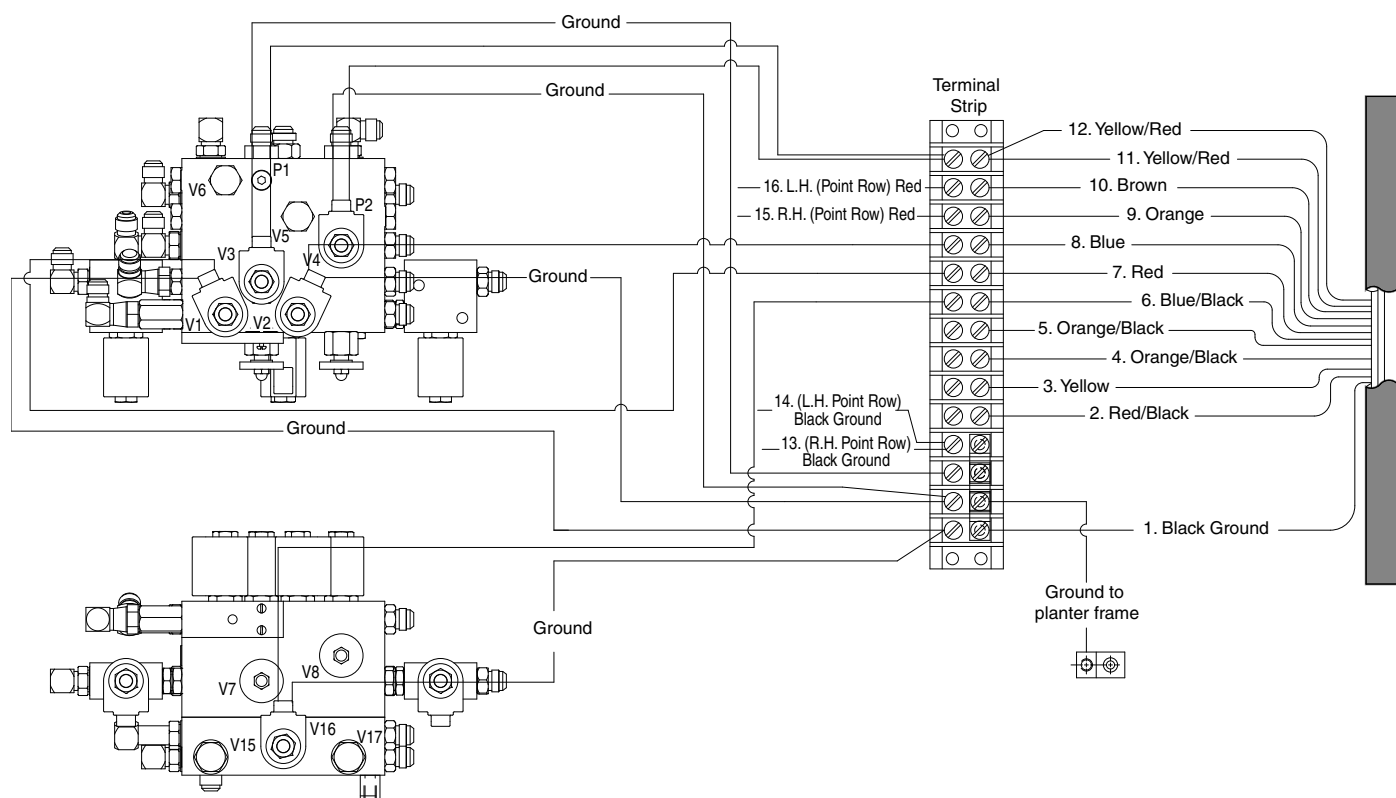 Ground
Ground
Terminal
Strip
12. Yellow/Red
11. Yellow/Red
16. L.H. (Point Row) Red
10. Brown
15. R.H. (Point Row) Red
9. Orange
8. Blue
7. Red
6. Blue/Black
5. Orange/Black
4. Orange/Black
3. Yellow
2. Red/Black
14. (L.H. Point Row)
Black Ground
13. (R.H. Point Row)
Black Ground
1. Black Ground
Ground to
planter frame
P1
V6
P2
V5
V3
V4
Ground
V1
V2
Ground
Ground
V8
V7
V16
V15
V17